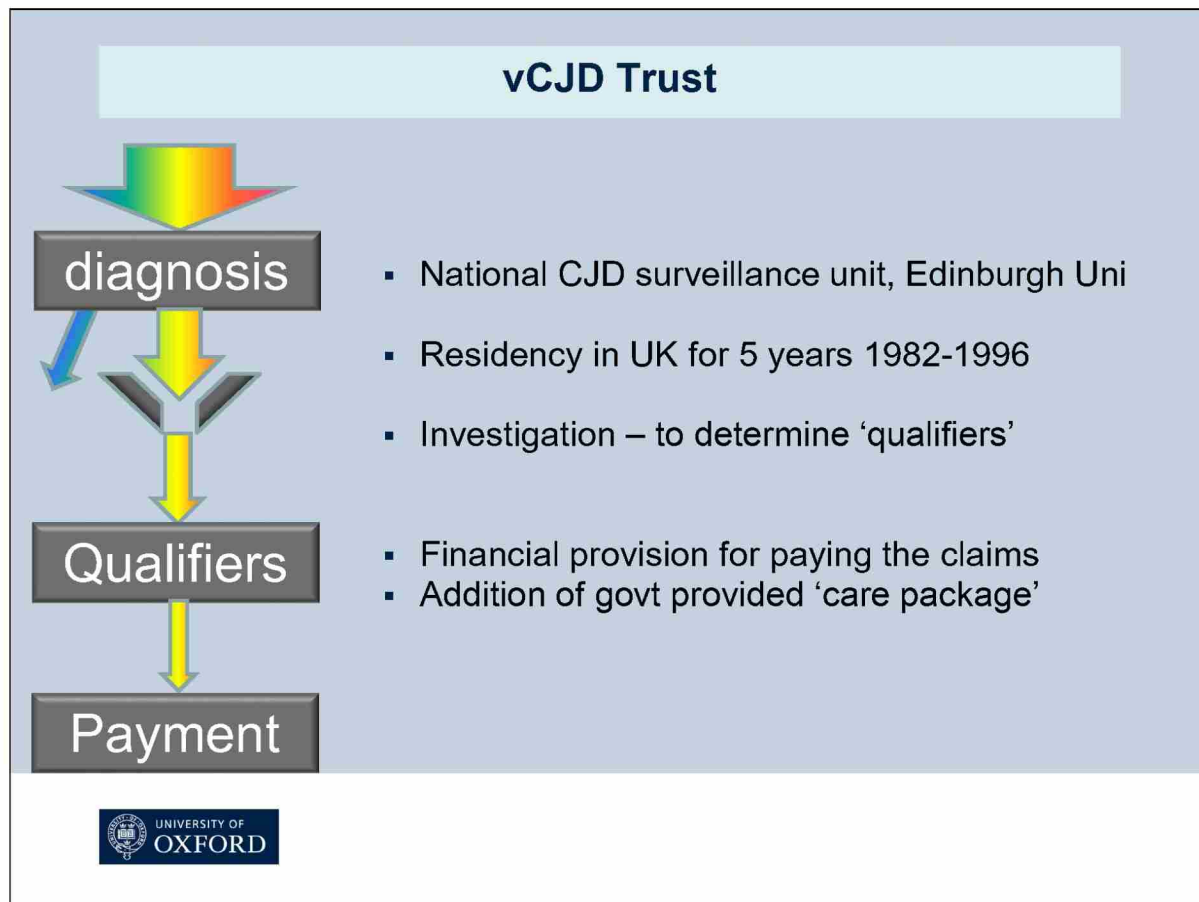 vCJD Trust
diagnosis
▪ National CJD surveillance unit, Edinburgh Uni
▪ Residency in UK for 5 years 1982-1996
▪ Investigation – to determine ‘qualifiers’
Qualifiers
▪ Financial provision for paying the claims
▪ Addition of govt provided ‘care package’
Payment
UNIVERSITY OF
OXFORD